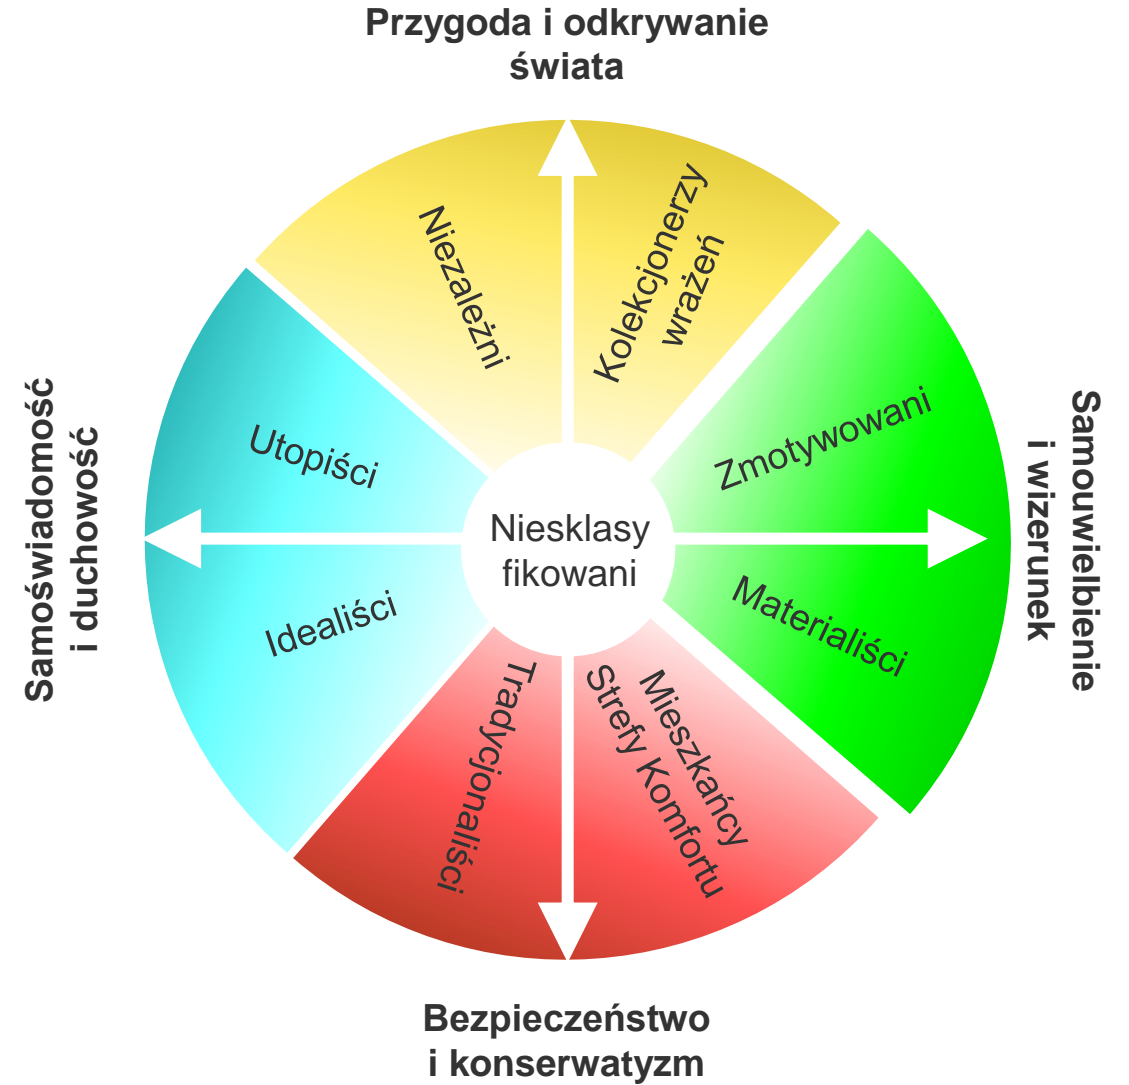 Przygoda i odkrywanie
świata
Niezależni
Kolekcjonerzy
wrażeń
Utopiści
Zmotywowani
Samoświadomość
i duchowość
Niesklasy
fikowani
Samouwielbienie
i wizerunek
Idealiści
Materialiści
Tradycjonaliści
Mieszkańcy
Strefy Komfortu
Bezpieczeństwo
i konserwatyzm